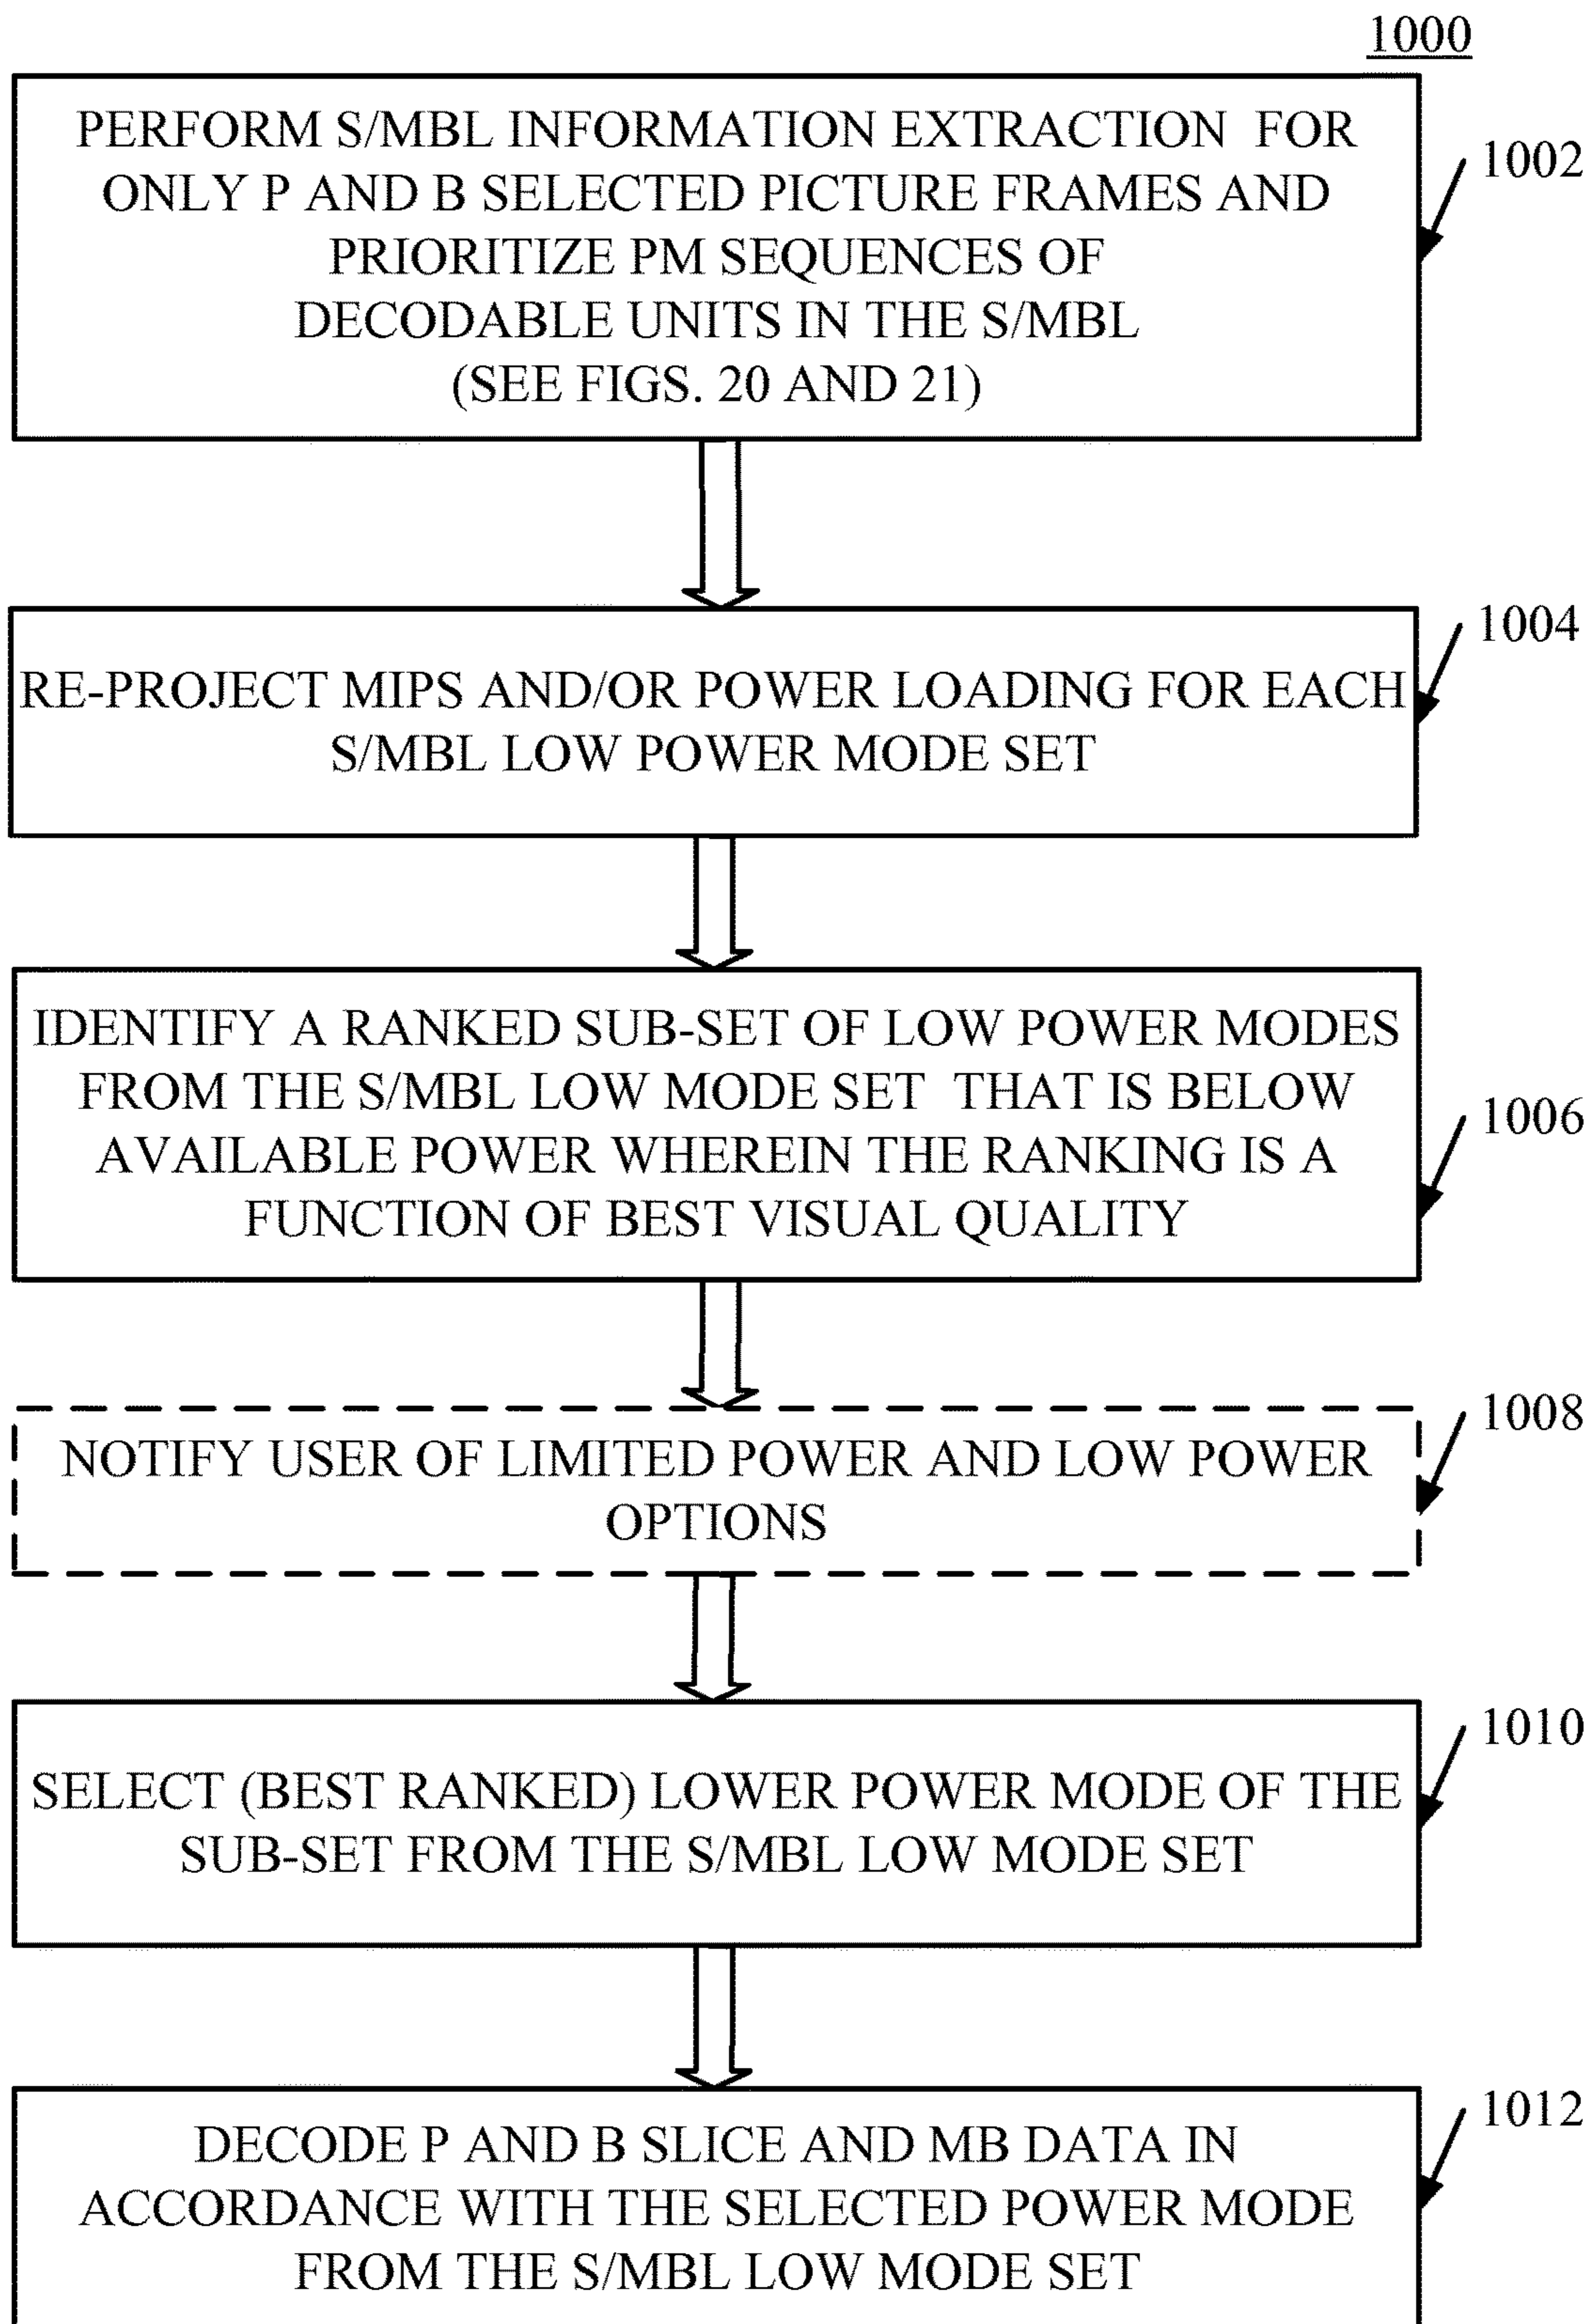 1000
PERFORM S/MBL INFORMATION EXTRACTION FOR
ONLY P AND B SELECTED PICTURE FRAMES AND
PRIORITIZE PM SEQUENCES OF
DECODABLE UNITS IN THE S/MBL
(SEE FIGS. 20 AND 21)
1002
RE-PROJECT MIPS AND/OR POWER LOADING FOR EACH
S/MBL LOW POWER MODE SET
1004
IDENTIFY A RANKED SUB-SET OF LOW POWER MODES
FROM THE S/MBL LOW MODE SET THAT IS BELOW
AVAILABLE POWER WHEREIN THE RANKING IS A
FUNCTION OF BEST VISUAL QUALITY
1006
NOTIFY USER OF LIMITED POWER AND LOW POWER
OPTIONS
1008
SELECT (BEST RANKED) LOWER POWER MODE OF THE
SUB-SET FROM THE S/MBL LOW MODE SET
1010
DECODE P AND B SLICE AND MB DATA IN
ACCORDANCE WITH THE SELECTED POWER MODE
FROM THE S/MBL LOW MODE SET
1012